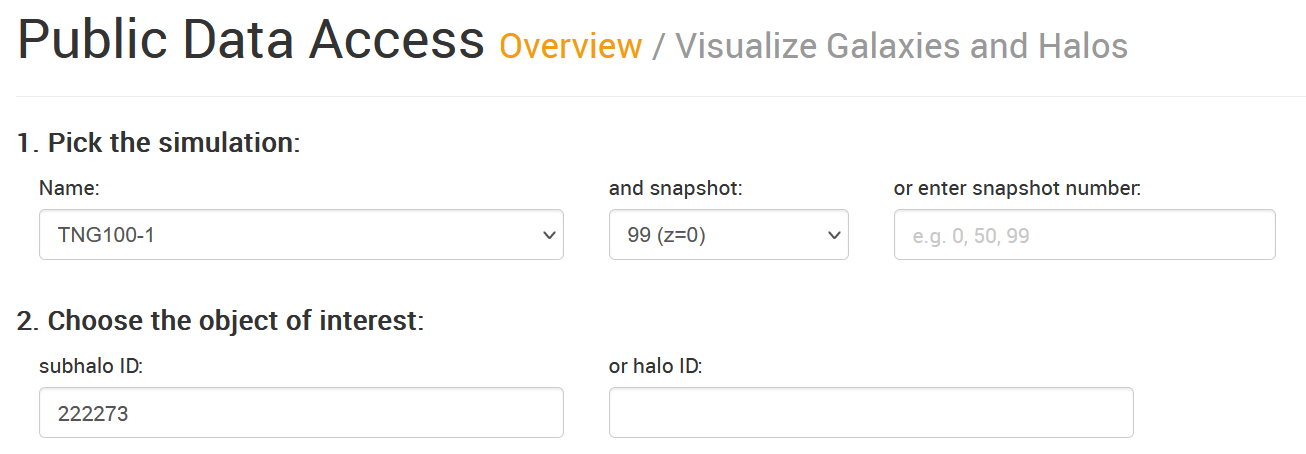 Public Data Access Overview / Visualize Galaxies and Halos
1. Pick the simulation:
Name: and snapshot: or enter snapshot number:
TNG100-1 99 (z=0) e.g. 0, 50, 99
2. Choose the object of interest:
subhalo ID: or halo ID:
222273